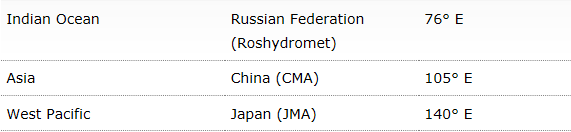 Indian Ocean Russian Federation 76° E
(Roshydromet)
Asia China (CMA) 105° E
West Pacific Japan (JMA) 140° E